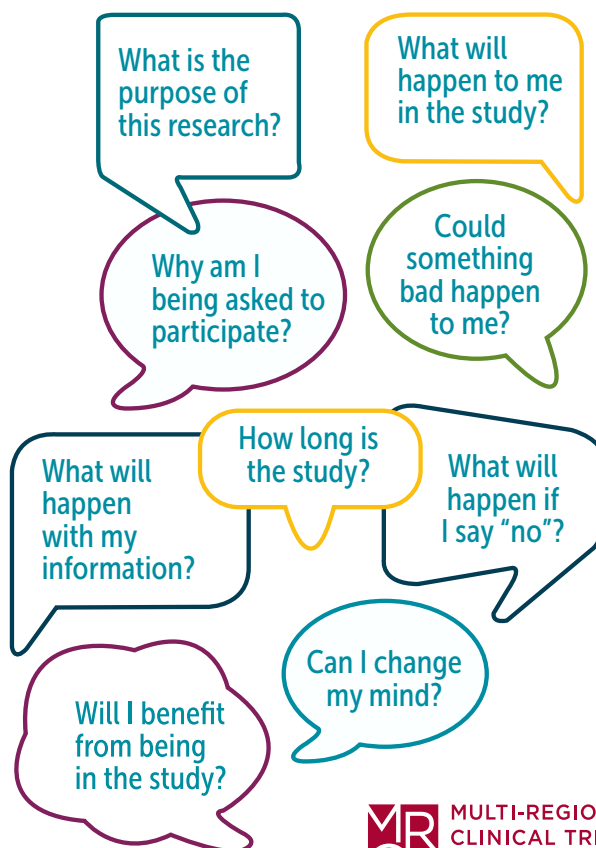 What is the
purpose of
this research?
What will
happen to me
in the study?
Why am I
being asked to
participate?
Could
something
bad happen
to me?
How long is
the study?
What will
happen
with my
information?
What will
happen if
I say “no”?
Can I change
my mind?
Will I benefit
from being
in the study?
MR
MULTI-REGIO
CLINICAL TRI